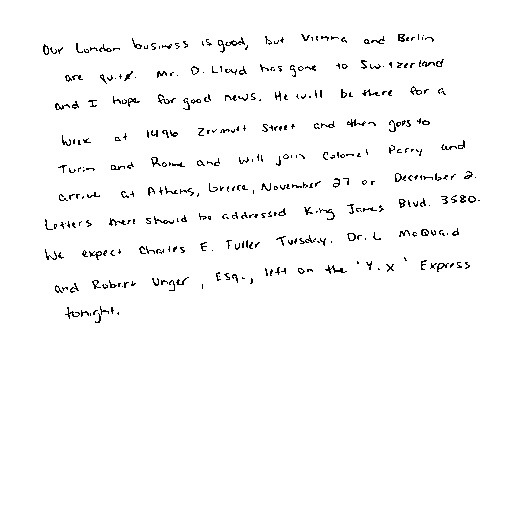 Our London business is good, but Vienna and Berlin
are quite. Mr. D. Lloyd has gone to Switzerland
and I hope for good news. He will be there for a
week at 1496 Zermott Street and then goes to
Turin and Rome and will join Colonel Perry and
arrive at Athens, Greece, November 27 or December 2.
Letters there should be addressed King James Blvd. 3580.
We expect Charles E. Fuller Tuesday. Dr. L McQuaid
and Robert Unger, Esq., left on the 'Y.X' Express
tonight.